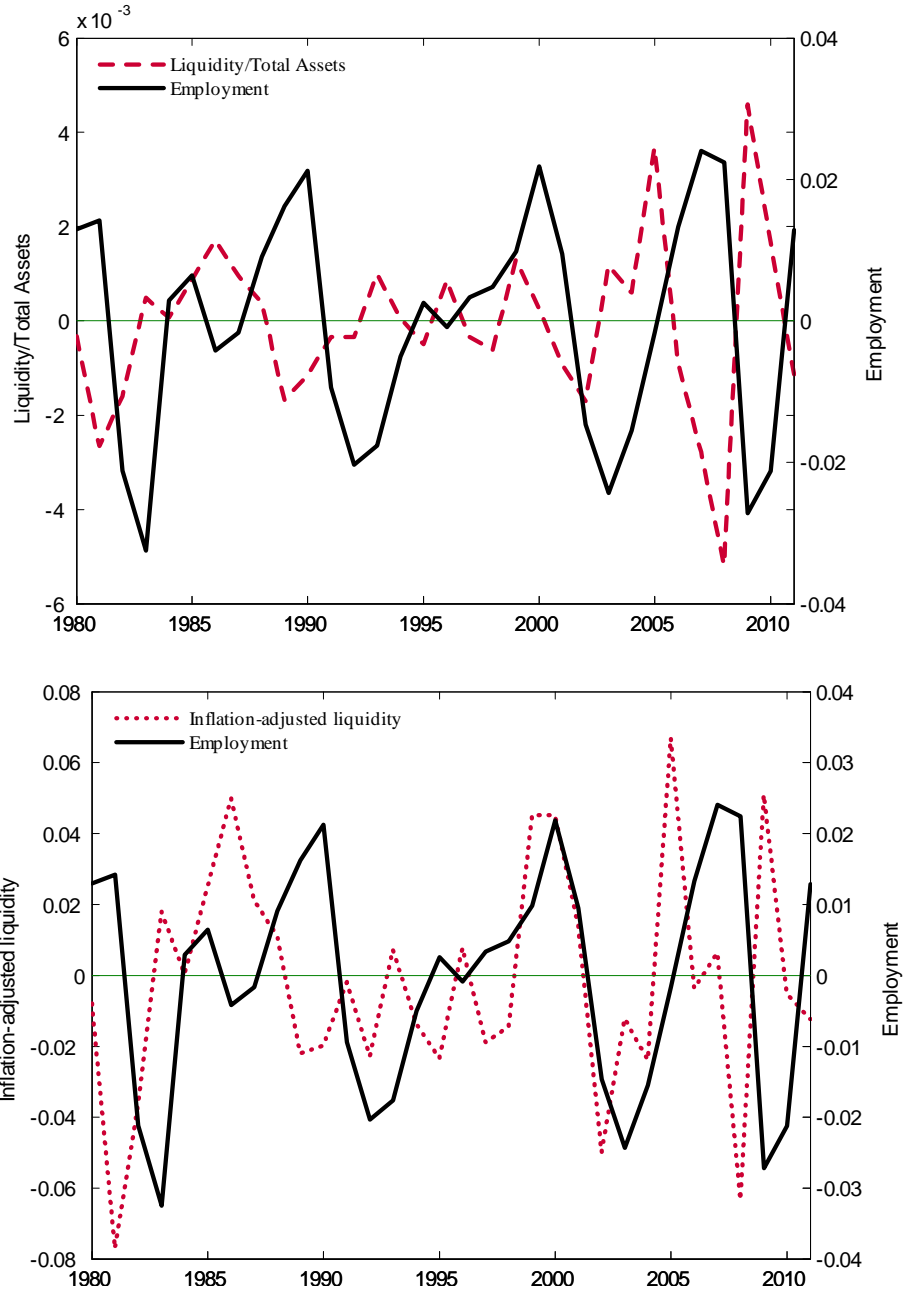 x 10 -3
6
4
2
0
-2
-4
-6
0.04
0.02
0
-0.02
-0.04
Liquidity/Total Assets
Employment
Liquidity/Total Assets
Employment
1980 1985 1990 1995 2000 2005 2010
0.08
0.06
0.04
0.02
0
-0.02
-0.04
-0.06
-0.08
0.04
0.03
0.02
0.01
0
-0.01
-0.02
-0.03
-0.04
Inflation-adjusted liquidity
Employment
Inflation-adjusted liquidity
Employment
1980 1985 1990 1995 2000 2005 2010